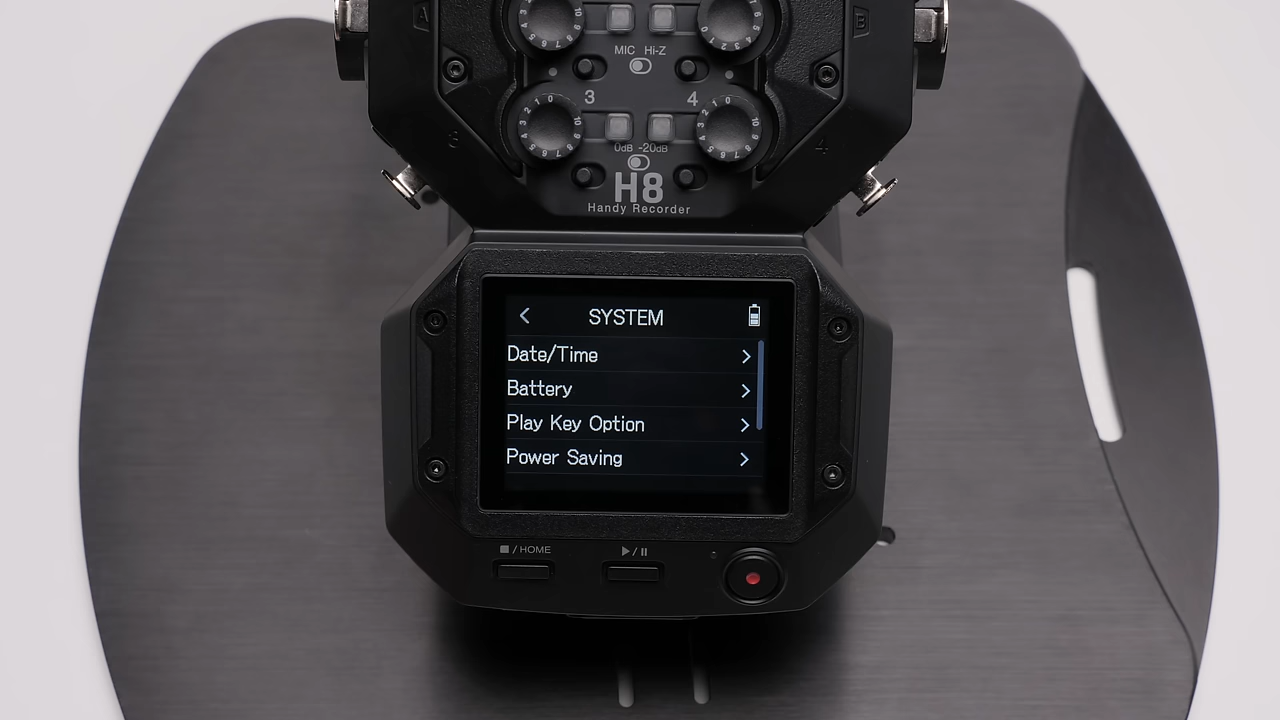 A
B
MIC Hi-Z
3 4
0dB -20dB
H8
Handy Recorder
SYSTEM
Date/Time
Battery
Play Key Option
Power Saving
/ HOME
/